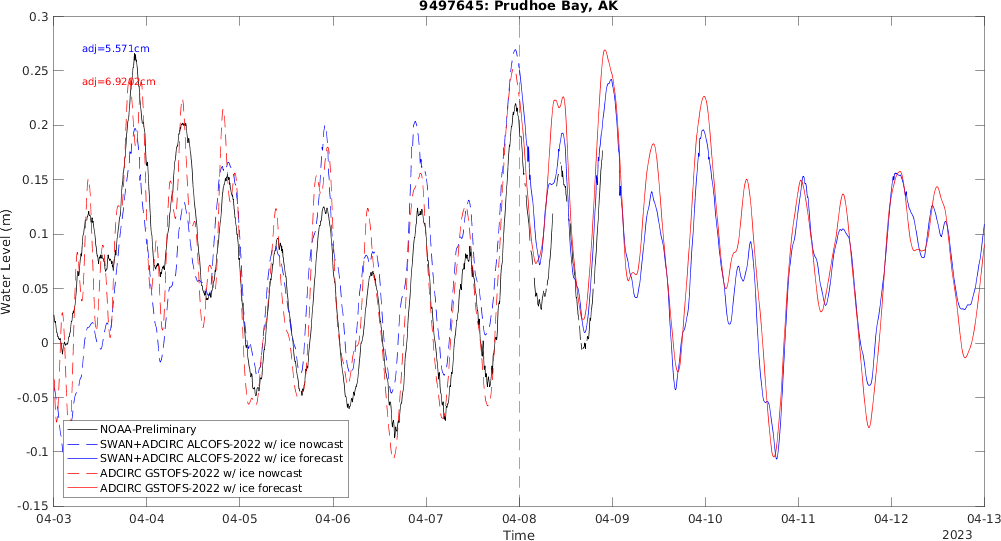 9497645: Prudhoe Bay, AK
0.3
0.25
0.2
0.15
0.1
0.05
0
-0.05
-0.1
-0.15
Water Level (m)
adj=5.571cm
NOAA-Preliminary
SWAN+ADCIRC ALCOFS-2022 w/ ice nowcast
SWAN+ADCIRC ALCOFS-2022 w/ ice forecast
ADCIRC GSTOFS-2022 w/ ice nowcast
ADCIRC GSTOFS-2022 w/ ice forecast
04-03 04-04 04-05 04-06 04-07 04-08 04-09 04-10 04-11 04-12 04-13
Time
2023